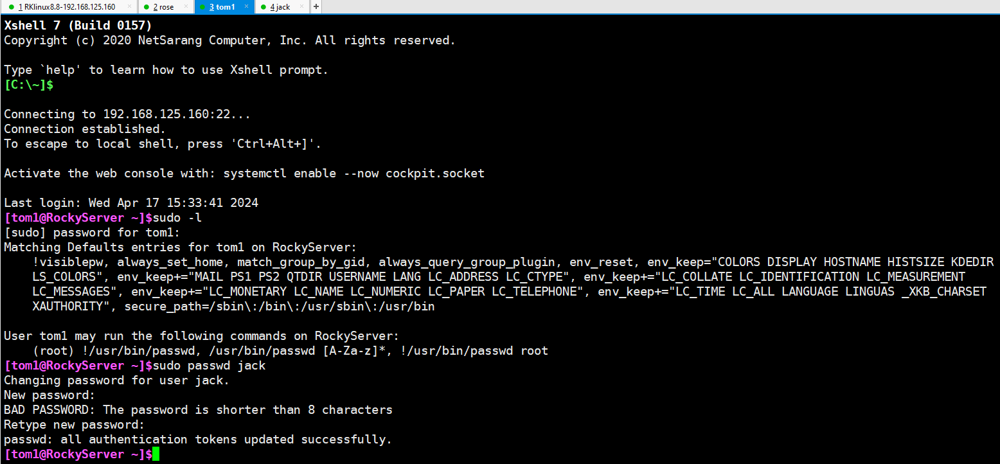 1 RKlinux8.8-192.168.125.160 × 2 rose × 3 tom1 × 4 jack × +
Xshell 7 (Build 0157)
Copyright (c) 2020 NetSarang Computer, Inc. All rights reserved.
Type `help' to learn how to use Xshell prompt.
[C:\~]$
Connecting to 192.168.125.160:22...
Connection established.
To escape to local shell, press 'Ctrl+Alt+]'.
Activate the web console with: systemctl enable --now cockpit.socket
Last login: Wed Apr 17 15:33:41 2024
[tom1@RockyServer ~]$sudo -l
[sudo] password for tom1:
Matching Defaults entries for tom1 on RockyServer:
    !visiblepw, always_set_home, match_group_by_gid, always_query_group_plugin, env_reset, env_keep="COLORS DISPLAY HOSTNAME HISTSIZE KDEDIR
    LS_COLORS", env_keep+="MAIL PS1 PS2 QTDIR USERNAME LANG LC_ADDRESS LC_CTYPE", env_keep+="LC_COLLATE LC_IDENTIFICATION LC_MEASUREMENT
    LC_MESSAGES", env_keep+="LC_MONETARY LC_NAME LC_NUMERIC LC_PAPER LC_TELEPHONE", env_keep+="LC_TIME LC_ALL LANGUAGE LINGUAS _XKB_CHARSET
    XAUTHORITY", secure_path=/sbin\:/bin\:/usr/sbin\:/usr/bin
User tom1 may run the following commands on RockyServer:
    (root) !/usr/bin/passwd, /usr/bin/passwd [A-Za-z]*, !/usr/bin/passwd root
[tom1@RockyServer ~]$sudo passwd jack
Changing password for user jack.
New password:
BAD PASSWORD: The password is shorter than 8 characters
Retype new password:
passwd: all authentication tokens updated successfully.
[tom1@RockyServer ~]$